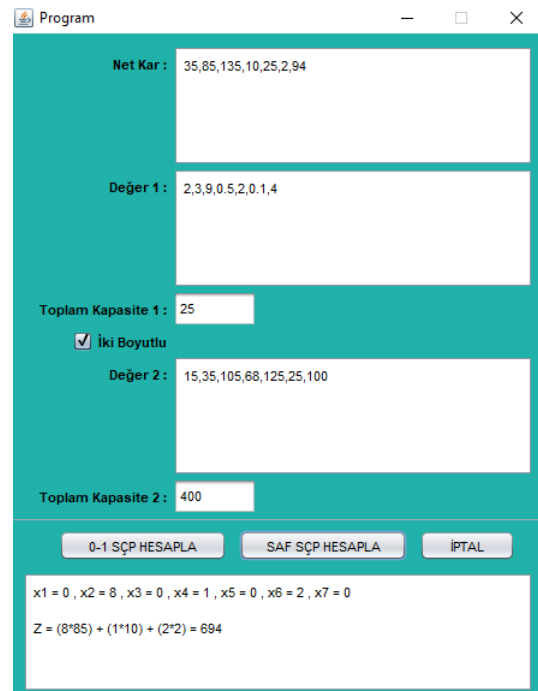 Program
Net Kar : 35,85,135,10,25,2,94
Değer 1 : 2,3,9,0.5,2,0.1,4
Toplam Kapasite 1 : 25
İki Boyutlu
Değer 2 : 15,35,105,68,125,25,100
Toplam Kapasite 2 : 400
0-1 SÇP HESAPLA SAF SÇP HESAPLA İPTAL
x1 = 0 , x2 = 8 , x3 = 0 , x4 = 1 , x5 = 0 , x6 = 2 , x7 = 0
Z = (8*85) + (1*10) + (2*2) = 694